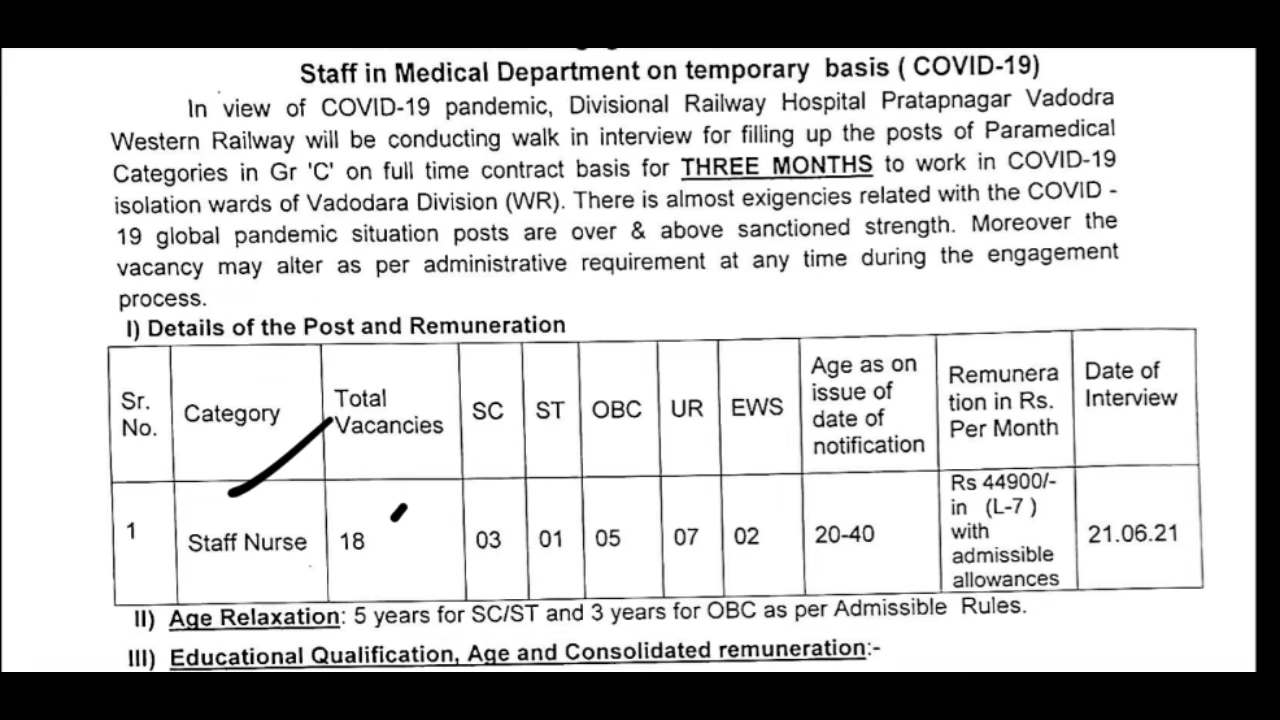 Staff in Medical Department on temporary basis ( COVID-19)
In view of COVID-19 pandemic, Divisional Railway Hospital Pratapnagar Vadodra
Western Railway will be conducting walk in interview for filling up the posts of Paramedical
Categories in Gr 'C' on full time contract basis for THREE MONTHS to work in COVID-19
isolation wards of Vadodara Division (WR). There is almost exigencies related with the COVID -
19 global pandemic situation posts are over & above sanctioned strength. Moreover the
vacancy may alter as per administrative requirement at any time during the engagement
process.
I) Details of the Post and Remuneration
Sr. No. Category Total Vacancies SC ST OBC UR EWS Age as on issue of date of notification Remunera tion in Rs. Per Month Date of Interview
1 Staff Nurse 18 03 01 05 07 02 20-40 Rs 44900/- in (L-7 ) with admissible allowances 21.06.21
II) Age Relaxation: 5 years for SC/ST and 3 years for OBC as per Admissible Rules.
III) Educational Qualification, Age and Consolidated remuneration:-